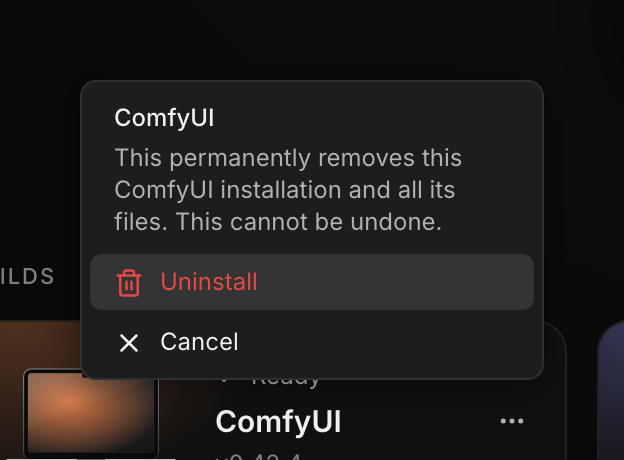 ComfyUI
This permanently removes this
ComfyUI installation and all its
files. This cannot be undone.
ILDS
Uninstall
Cancel
Ready
ComfyUI